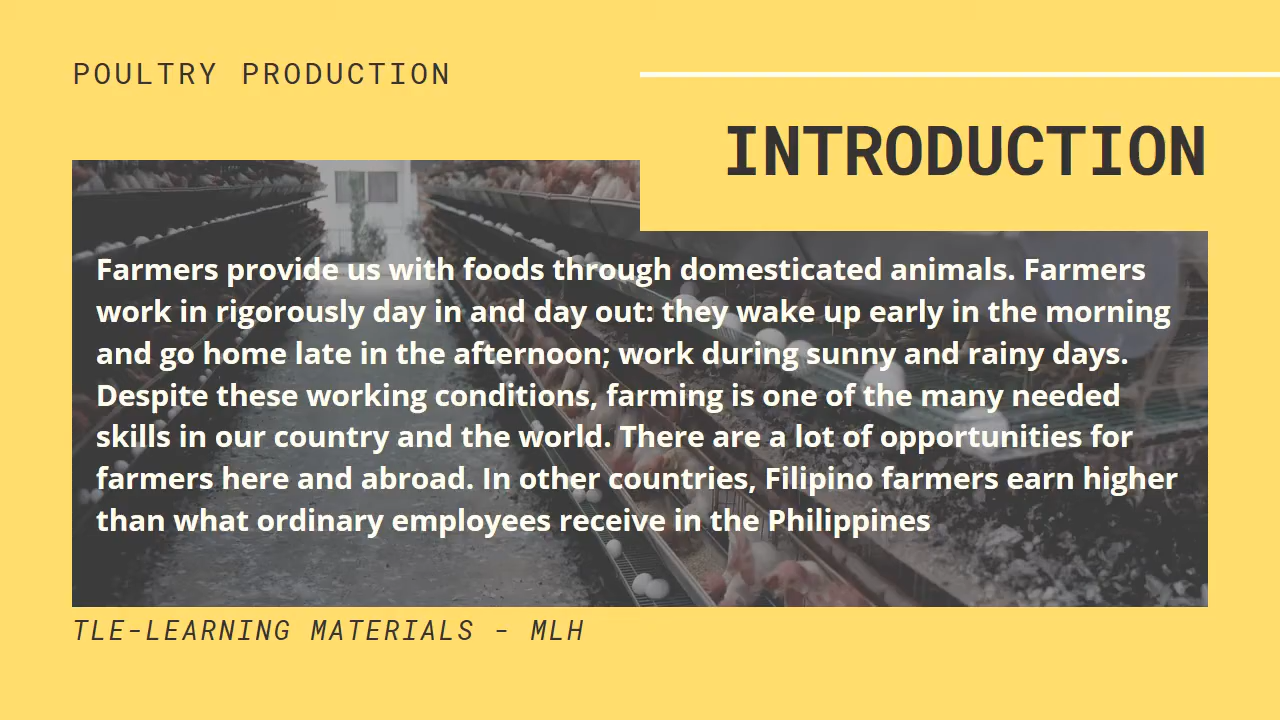 POULTRY PRODUCTION
INTRODUCTION
Farmers provide us with foods through domesticated animals. Farmers
work in rigorously day in and day out: they wake up early in the morning
and go home late in the afternoon; work during sunny and rainy days.
Despite these working conditions, farming is one of the many needed
skills in our country and the world. There are a lot of opportunities for
farmers here and abroad. In other countries, Filipino farmers earn higher
than what ordinary employees receive in the Philippines
TLE-LEARNING MATERIALS - MLH